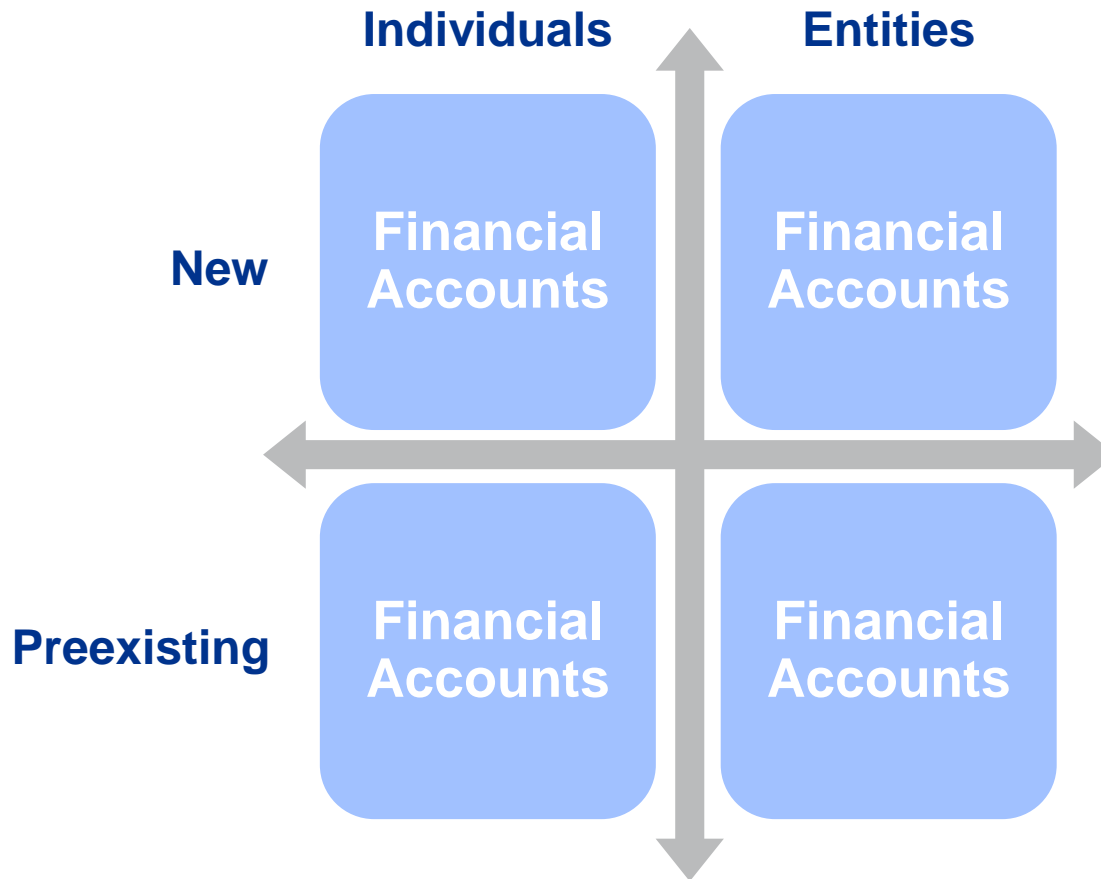 Individuals
Entities
New
Financial
Accounts
Financial
Accounts
Preexisting
Financial
Accounts
Financial
Accounts